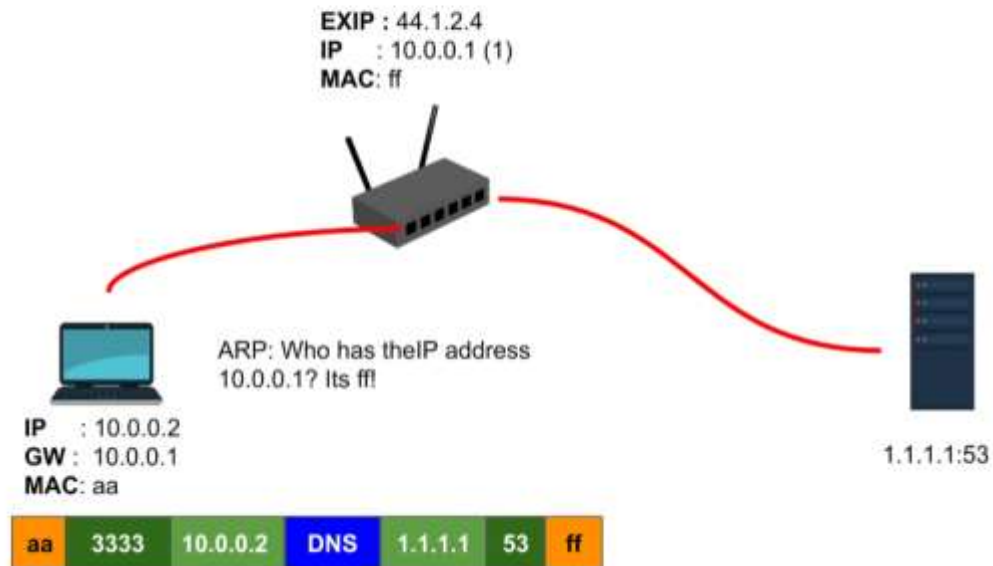 EXIP : 44.1.2.4
IP : 10.0.0.1 (1)
MAC: ff
ARP: Who has theIP address
10.0.0.1? Its ff!
IP : 10.0.0.2
GW : 10.0.0.1
MAC: aa
1.1.1.1:53
aa 3333 10.0.0.2 DNS 1.1.1.1 53 ff